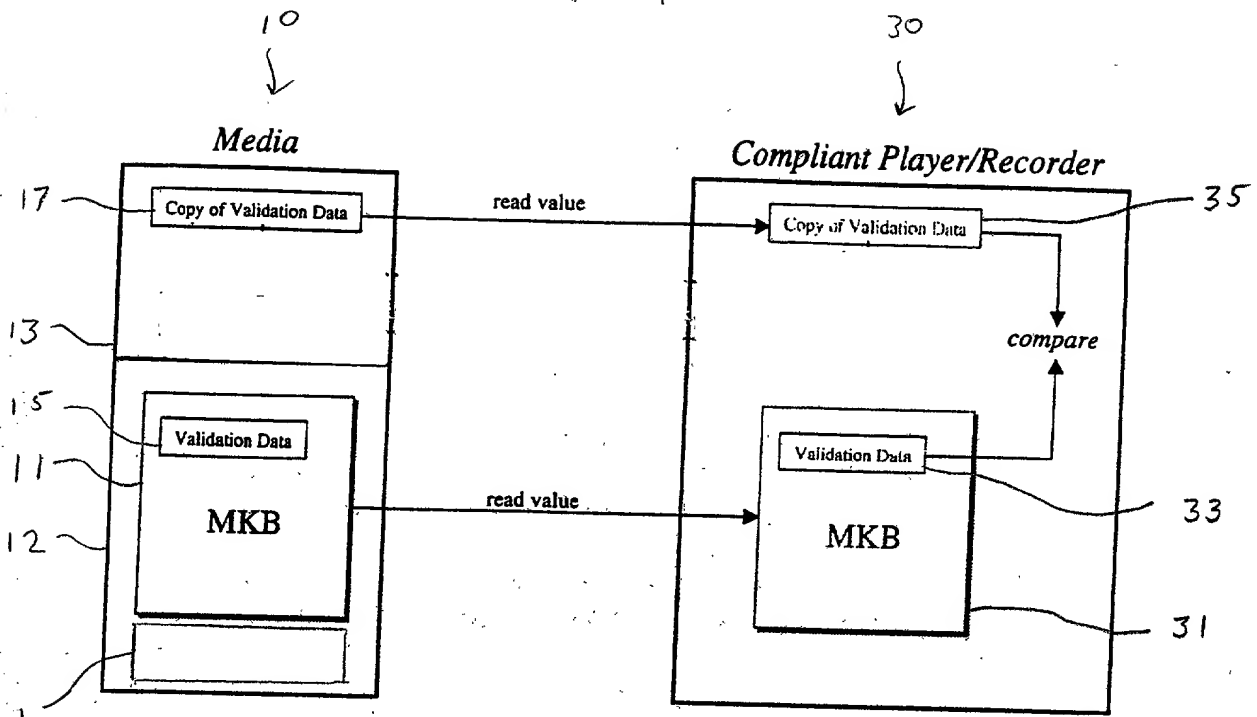 10
30
Media
Compliant Player/Recorder
17
Copy of Validation Data
read value
Copy of Validation Data
35
13
compare
15
Validation Data
11
MKB
12
read value
Validation Data
33
MKB
31